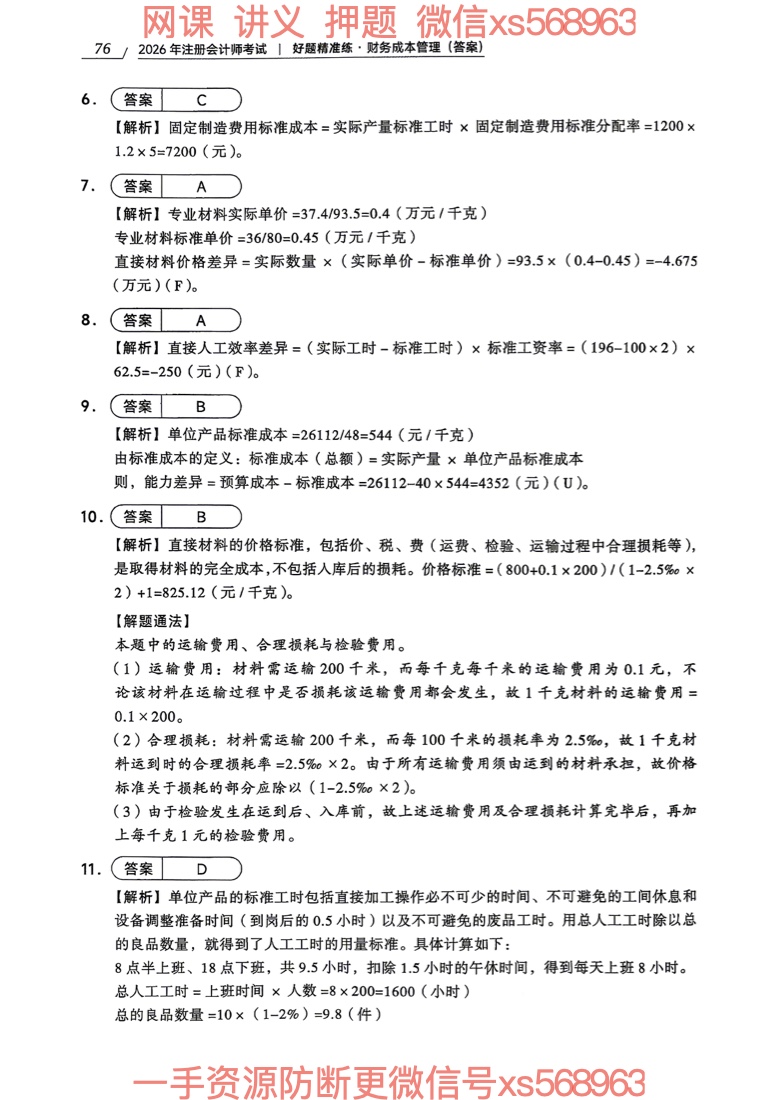 网课 讲义 押题 微信xs568963
76 / 2026年注册会计师考试 | 好题精准练·财务成本管理（答案）
6. 答案 C
【解析】固定制造费用标准成本=实际产量标准工时 × 固定制造费用标准分配率=1200×
1.2×5=7200（元）。
7. 答案 A
【解析】专业材料实际单价=37.4/93.5=0.4（万元/千克）
专业材料标准单价=36/80=0.45（万元/千克）
直接材料价格差异=实际数量 ×（实际单价-标准单价）=93.5×（0.4-0.45）=-4.675
（万元）（F）。
8. 答案 A
【解析】直接人工效率差异=（实际工时-标准工时）× 标准工资率=（196-100×2）×
62.5=-250（元）（F）。
9. 答案 B
【解析】单位产品标准成本=26112/48=544（元/千克）
由标准成本的定义：标准成本（总额）=实际产量 × 单位产品标准成本
则，能力差异=预算成本-标准成本=26112-40×544=4352（元）（U）。
10. 答案 B
【解析】直接材料的价格标准，包括价、税、费（运费、检验、运输过程中合理损耗等），
是取得材料的完全成本，不包括入库后的损耗。价格标准=（800+0.1×200）/（1-2.5‰ ×
2）+1=825.12（元/千克）。
【解题通法】
本题中的运输费用、合理损耗与检验费用。
（1）运输费用：材料需运输200千米，而每千克每千米的运输费用为0.1元，不
论该材料在运输过程中是否损耗该运输费用都会发生，故1千克材料的运输费用=
0.1×200。
（2）合理损耗：材料需运输200千米，而每100千米的损耗率为2.5‰，故1千克材
料运到时的合理损耗率=2.5‰ ×2。由于所有运输费用须由运到的材料承担，故价格
标准关于损耗的部分应除以（1-2.5‰ ×2）。
（3）由于检验发生在运到后、入库前，故上述运输费用及合理损耗计算完毕后，再加
上每千克1元的检验费用。
11. 答案 D
【解析】单位产品的标准工时包括直接加工操作必不可少的时间、不可避免的工间休息和
设备调整准备时间（到岗后的0.5小时）以及不可避免的废品工时。用总人工工时除以总
的良品数量，就得到了人工工时的用量标准。具体计算如下：
8点半上班、18点下班，共9.5小时，扣除1.5小时的午休时间，得到每天上班8小时。
总人工工时=上班时间 × 人数=8×200=1600（小时）
总的良品数量=10×（1-2%）=9.8（件）
一手资源防断更微信号xs568963